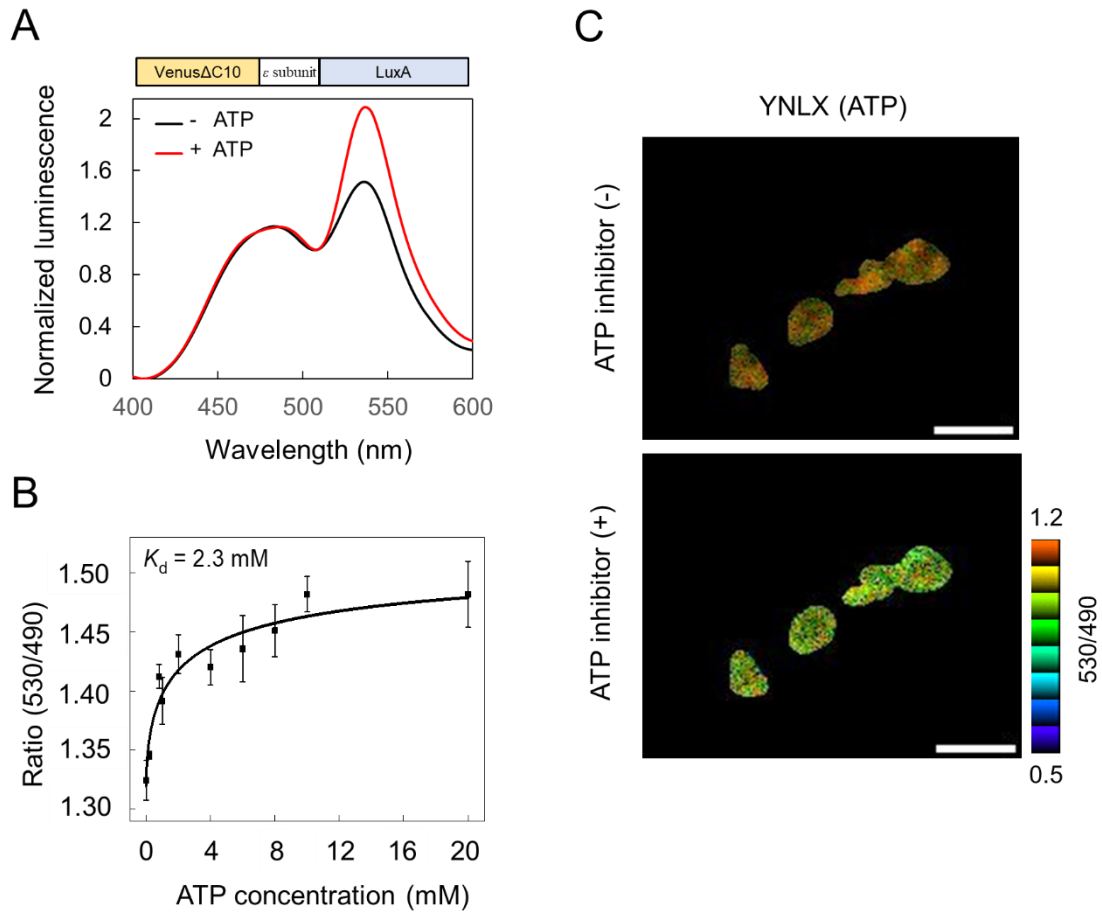 A
VenusΔC10 ε subunit LuxA
Normalized luminescence
2
1.6
1.2
0.8
0.4
0
- ATP
+ ATP
400 450 500 550 600
Wavelength (nm)
B
Ratio (530/490)
1.50
1.45
1.40
1.35
1.30
Kd = 2.3 mM
0 4 8 12 16 20
ATP concentration (mM)
C
YNLX (ATP)
ATP inhibitor (-)
ATP inhibitor (+)
1.2
530/490
0.5